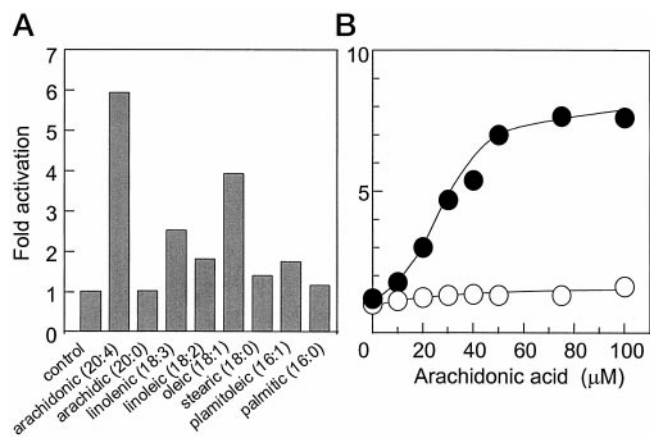 A
B
Fold activation
7
6
5
4
3
2
1
0
control
arachidonic (20:4)
arachidic (20:0)
linolenic (18:3)
linoleic (18:2)
oleic (18:1)
stearic (18:0)
plamitoleic (16:1)
palmitic (16:0)
10
5
0
0 20 40 60 80 100
Arachidonic acid (μM)